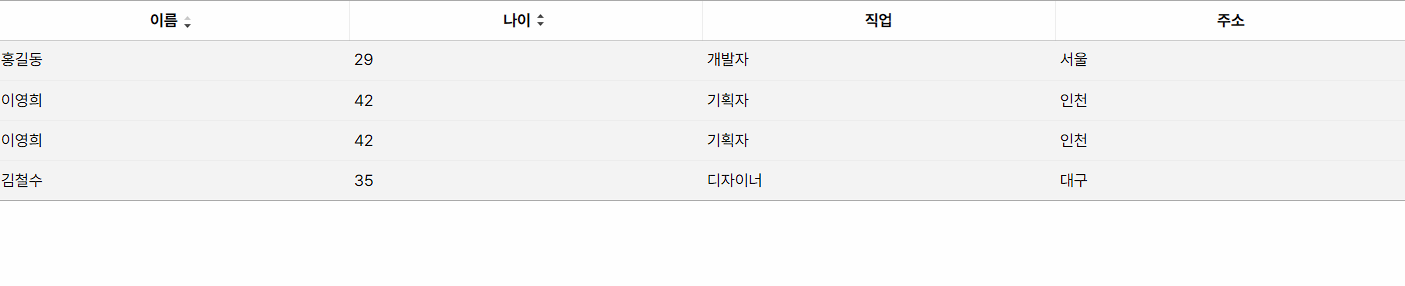 이름 나이 직업 주소
홍길동 29 개발자 서울
이영희 42 기획자 인천
이영희 42 기획자 인천
김철수 35 디자이너 대구